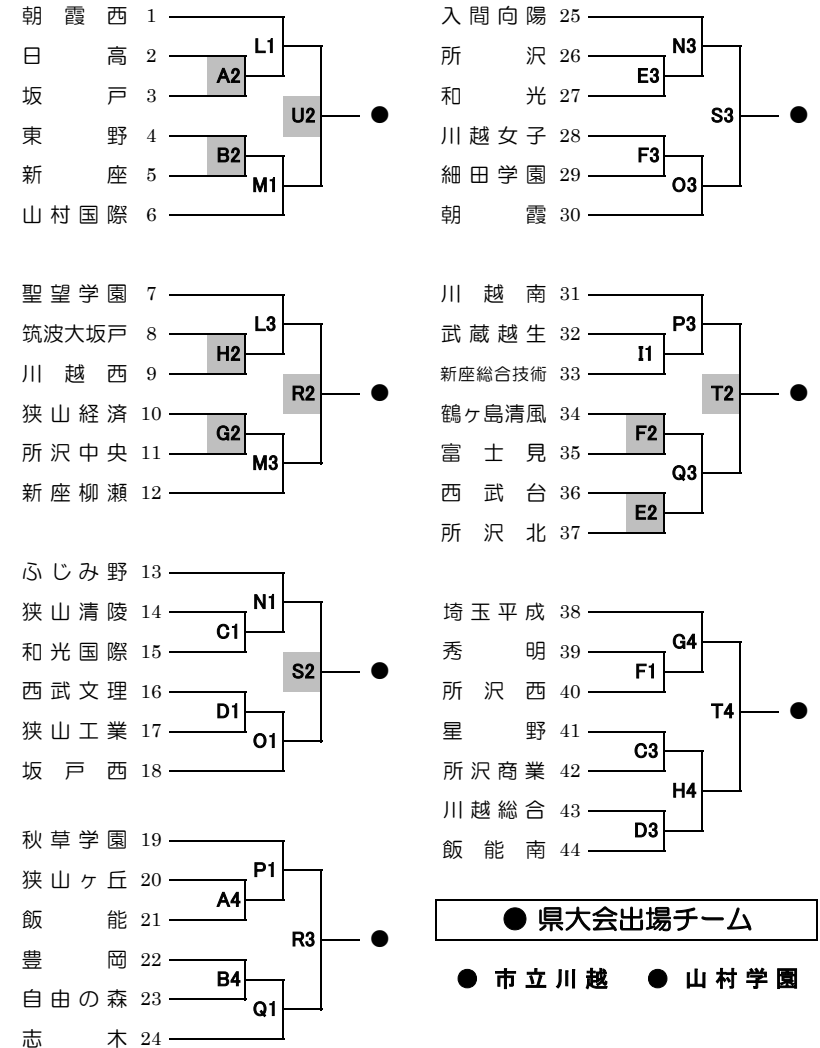 朝霞西 1
L1
日高 2
A2
坂戸 3
U2
東野 4
B2
新座 5
M1
山村国際 6
聖望学園 7
L3
筑波大坂戸 8
H2
川越西 9
R2
狭山経済 10
G2
所沢中央 11
M3
新座柳瀬 12
ふじみ野 13
N1
狭山清陵 14
C1
和光国際 15
S2
西武文理 16
D1
狭山工業 17
O1
坂戸西 18
秋草学園 19
P1
狭山ヶ丘 20
A4
飯能 21
R3
豊岡 22
B4
自由の森 23
Q1
志木 24
入間向陽 25
N3
所沢 26
E3
和光 27
S3
川越女子 28
F3
細田学園 29
O3
朝霞 30
川越南 31
P3
武蔵越生 32
I1
新座総合技術 33
T2
鶴ヶ島清風 34
F2
富士見 35
Q3
西武台 36
E2
所沢北 37
埼玉平成 38
G4
秀明 39
F1
所沢西 40
T4
星野 41
C3
所沢商業 42
H4
川越総合 43
D3
飯能南 44
● 県大会出場チーム
● 市立川越 ● 山村学園